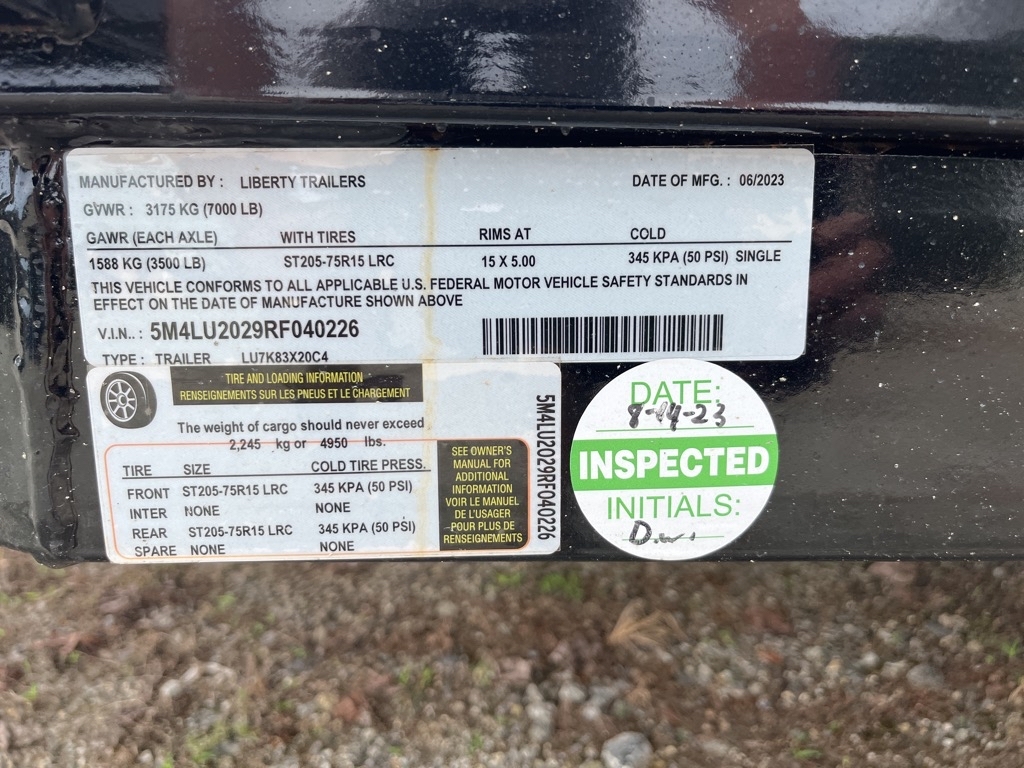 MANUFACTURED BY : LIBERTY TRAILERS DATE OF MFG. : 06/2023
GVWR : 3175 KG (7000 LB)
GAWR (EACH AXLE) WITH TIRES RIMS AT COLD
1588 KG (3500 LB) ST205-75R15 LRC 15 X 5.00 345 KPA (50 PSI) SINGLE
THIS VEHICLE CONFORMS TO ALL APPLICABLE U.S. FEDERAL MOTOR VEHICLE SAFETY STANDARDS IN
EFFECT ON THE DATE OF MANUFACTURE SHOWN ABOVE
V.I.N.. : 5M4LU2029RF040226
TYPE : TRAILER LU7K83X20C4
TIRE AND LOADING INFORMATION
RENSEIGNEMENTS SUR LES PNEUS ET LE CHARGEMENT
The weight of cargo should never exceed
2,245 kg or 4950 lbs.
TIRE SIZE COLD TIRE PRESS.
FRONT ST205-75R15 LRC 345 KPA (50 PSI)
INTER NONE NONE
REAR ST205-75R15 LRC 345 KPA (50 PSI)
SPARE NONE NONE
SEE OWNER'S
MANUAL FOR
ADDITIONAL
INFORMATION
VOIR LE MANUEL
DE L'USAGER
POUR PLUS DE
RENSEIGNEMENTS
5M4LU2029RF040226
DATE:
8-14-23
INSPECTED
INITIALS: